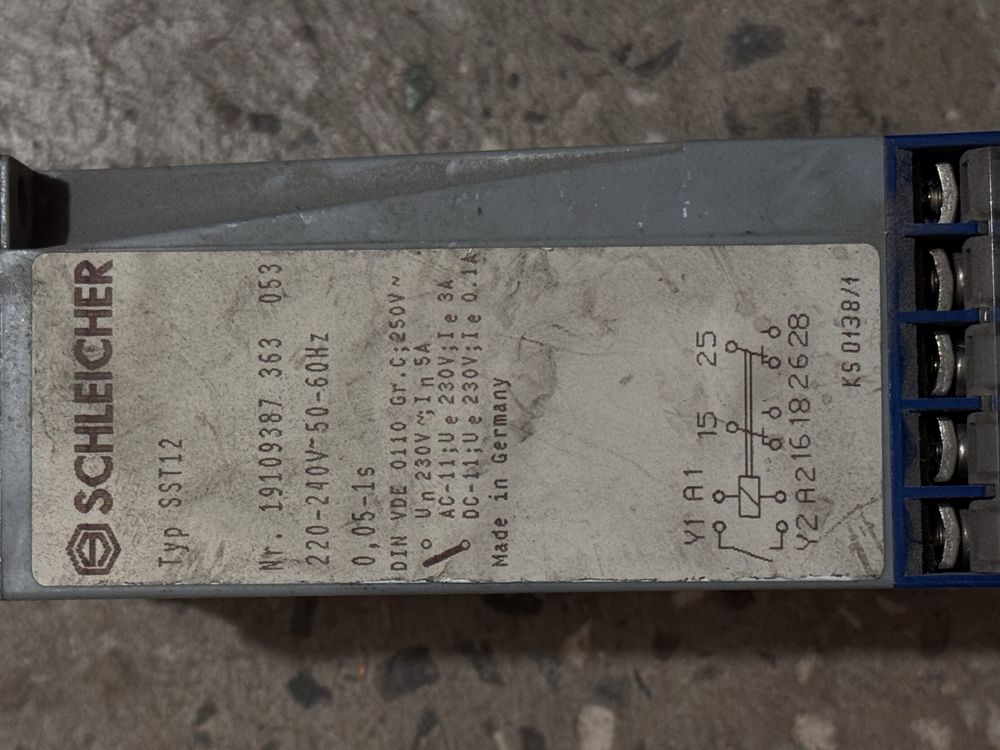 SCHLEICHER
Typ SST12
Nr. 19109387 363 053
220-240V~50-60Hz
0,05-1s
DIN VDE 0110 Gr.C;250V~
Un 230V~;In 5A
AC-11;Ue 230V;Ie 3A
DC-11;Ue 230V;Ie 0.1A
Made in Germany
Y1 A1 15 25
Y2 A2 16 18 26 28
KS 0138/1